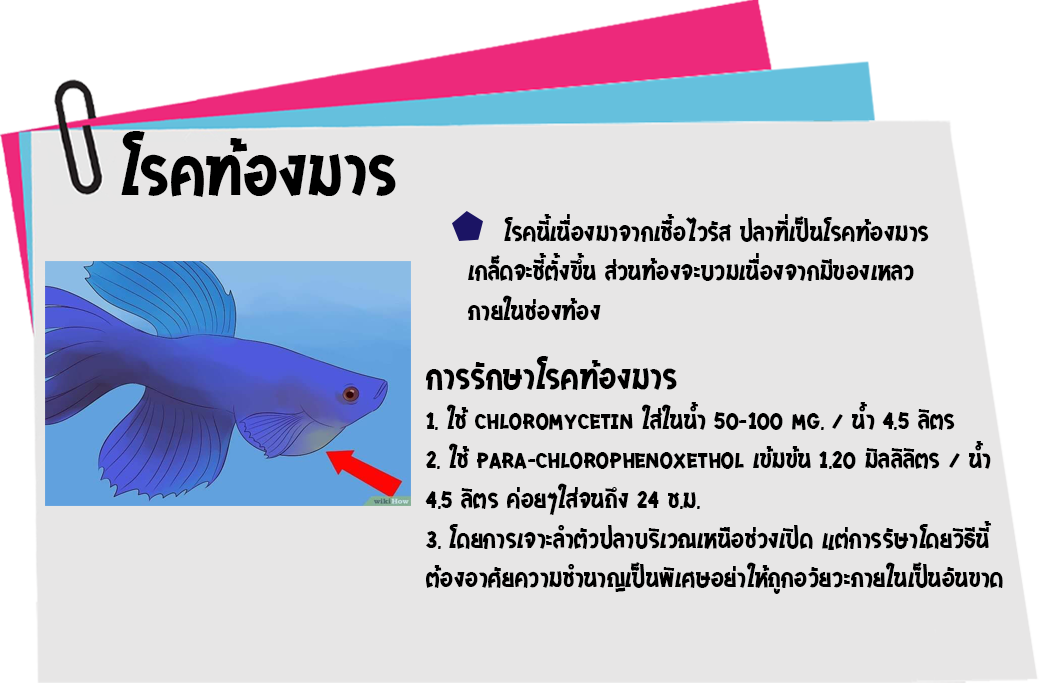 โรคท้องมาร
โรคนี้เนื่องมาจากเชื้อไวรัส ปลาที่เป็นโรคท้องมาร
เกล็ดจะชี้ตั้งขึ้น ส่วนท้องจะบวมเนื่องจากมีของเหลว
ภายในช่องท้อง
การรักษาโรคท้องมาร
1. ใช้ CHLOROMYCETIN ใส่ในน้ำ 50-100 MG. / น้ำ 4.5 ลิตร
2. ใช้ PARA-CHLOROPHENOXETHOL เข้มข้น 1.20 มิลลิลิตร / น้ำ
4.5 ลิตร ค่อยๆใส่จนถึง 24 ช.ม.
3. โดยการเจาะลำตัวปลาบริเวณเหนือช่วงเปิด แต่การรัษาโดยวิธีนี้
ต้องอาศัยความชำนาญเป็นพิเศษอย่าให้ถูกอวัยวะภายในเป็นอันขาด
wikiHow